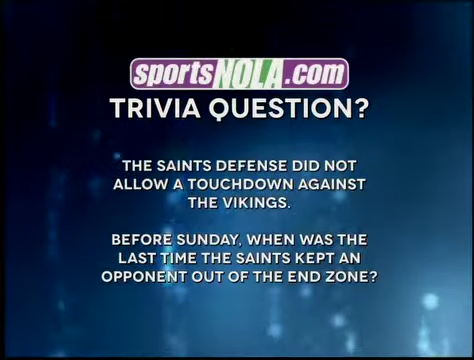 sportsNOLA.com
TRIVIA QUESTION?
THE SAINTS DEFENSE DID NOT
ALLOW A TOUCHDOWN AGAINST
THE VIKINGS.
BEFORE SUNDAY, WHEN WAS THE
LAST TIME THE SAINTS KEPT AN
OPPONENT OUT OF THE END ZONE?